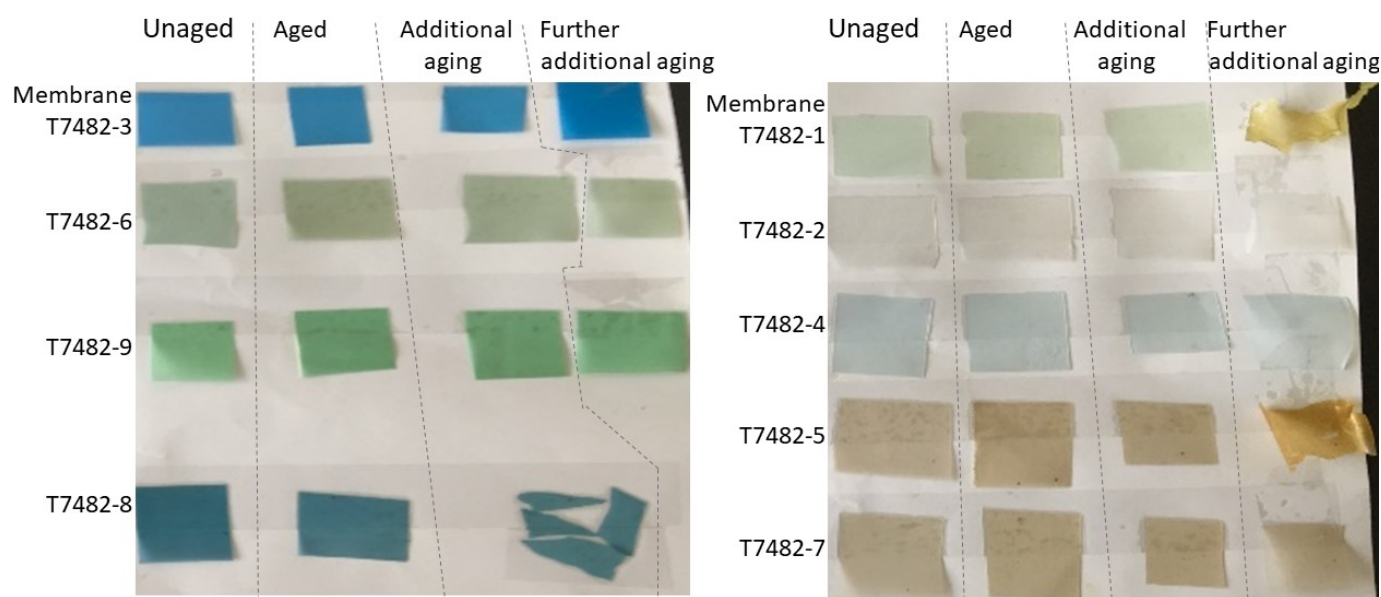 Unaged Aged Additional aging Further additional aging
Membrane
T7482-3
T7482-6
T7482-9
T7482-8
Unaged Aged Additional aging Further additional aging
Membrane
T7482-1
T7482-2
T7482-4
T7482-5
T7482-7